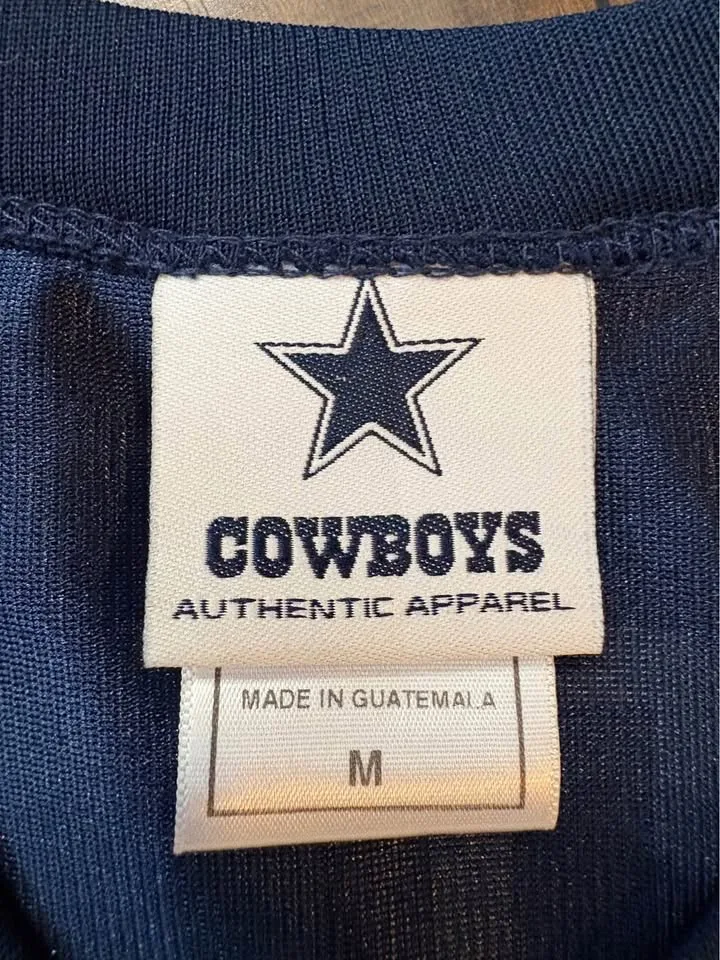 COWBOYS
AUTHENTIC APPAREL
MADE IN GUATEMALA
M